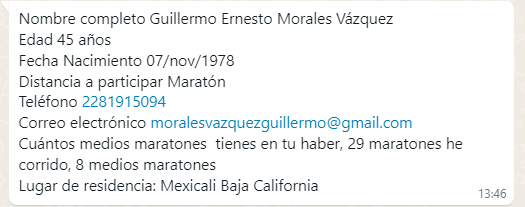 Nombre completo Guillermo Ernesto Morales Vázquez
Edad 45 años
Fecha Nacimiento 07/nov/1978
Distancia a participar Maratón
Teléfono 2281915094
Correo electrónico moralesvazquezguillermo@gmail.com
Cuántos medios maratones  tienes en tu haber, 29 maratones he
corrido, 8 medios maratones
Lugar de residencia: Mexicali Baja California
13:46